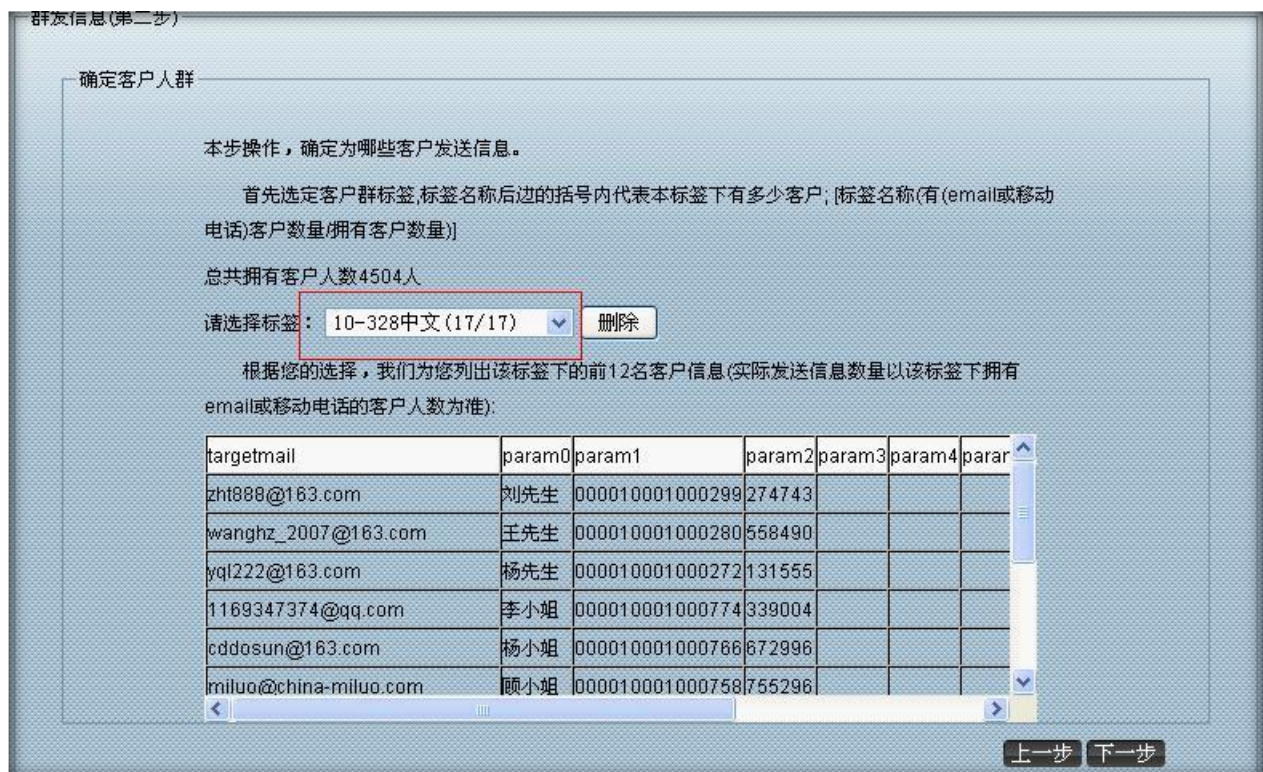 群发信息(第二步)
确定客户人群
本步操作，确定为哪些客户发送信息。
首先选定客户群标签,标签名称后边的括号内代表本标签下有多少客户; [标签名称(有(email或移动
电话)客户数量/拥有客户数量)]
总共拥有客户人数4504人
请选择标签： 10-328中文(17/17) 删除
根据您的选择，我们为您列出该标签下的前12名客户信息(实际发送信息数量以该标签下拥有
email或移动电话的客户人数为准):
targetmail param0 param1 param2 param3 param4 param
zht888@163.com 刘先生 000010001000299 274743
wanghz_2007@163.com 王先生 000010001000280 558490
yql222@163.com 杨先生 000010001000272 131555
1169347374@qq.com 李小姐 000010001000774 339004
cddosun@163.com 杨小姐 000010001000766 672996
miluo@china-miluo.com 顾小姐 000010001000758 755296
上一步 下一步